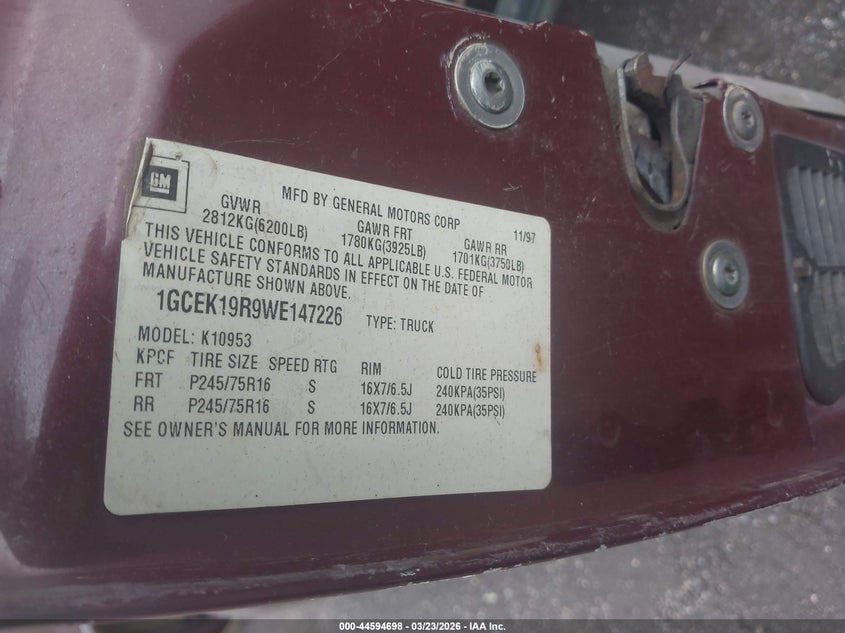 GM
MFD BY GENERAL MOTORS CORP 11/97
GVWR GAWR FRT GAWR RR
2812KG(6200LB) 1780KG(3925LB) 1701KG(3750LB)
THIS VEHICLE CONFORMS TO ALL APPLICABLE U.S. FEDERAL MOTOR
VEHICLE SAFETY STANDARDS IN EFFECT ON THE DATE OF
MANUFACTURE SHOWN ABOVE.
1GCEK19R9WE147226 TYPE: TRUCK
MODEL: K10953
KPCF TIRE SIZE SPEED RTG RIM COLD TIRE PRESSURE
FRT P245/75R16 S 16X7/6.5J 240KPA(35PSI)
RR P245/75R16 S 16X7/6.5J 240KPA(35PSI)
SEE OWNER'S MANUAL FOR MORE INFORMATION.
000-44594698 - 03/23/2026 - IAA Inc.